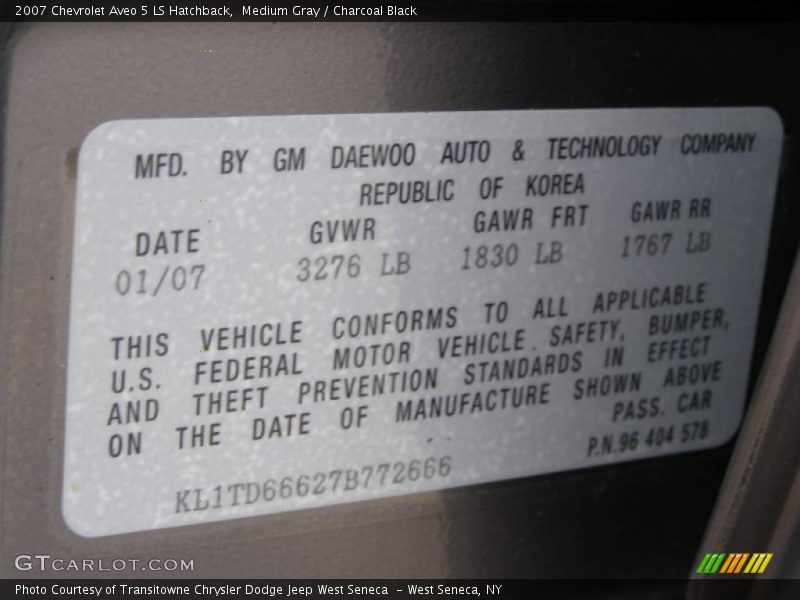 2007 Chevrolet Aveo 5 LS Hatchback, Medium Gray / Charcoal Black
MFD. BY GM DAEWOO AUTO & TECHNOLOGY COMPANY
REPUBLIC OF KOREA
DATE GVWR GAWR FRT GAWR RR
01/07 3276 LB 1830 LB 1767 LB
THIS VEHICLE CONFORMS TO ALL APPLICABLE
U.S. FEDERAL MOTOR VEHICLE SAFETY, BUMPER,
AND THEFT PREVENTION STANDARDS IN EFFECT
ON THE DATE OF MANUFACTURE SHOWN ABOVE
PASS. CAR
P.N.96 404 578
KL1TD66627B772666
GTCARLOT.COM
Photo Courtesy of Transitowne Chrysler Dodge Jeep West Seneca - West Seneca, NY